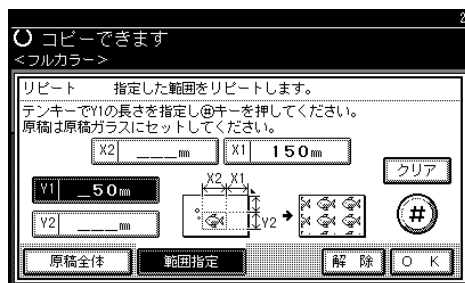 2
コピーできます
<フルカラー>
リピート 指定した範囲をリピートします。
テンキーでY1の長さを指定し#キーを押してください。
原稿は原稿ガラスにセットしてください。
X2 ___mm X1 150mm
クリア
Y1 _50mm
X2 X1
Y2
#
Y2 ___mm
原稿全体 範囲指定 解除 OK